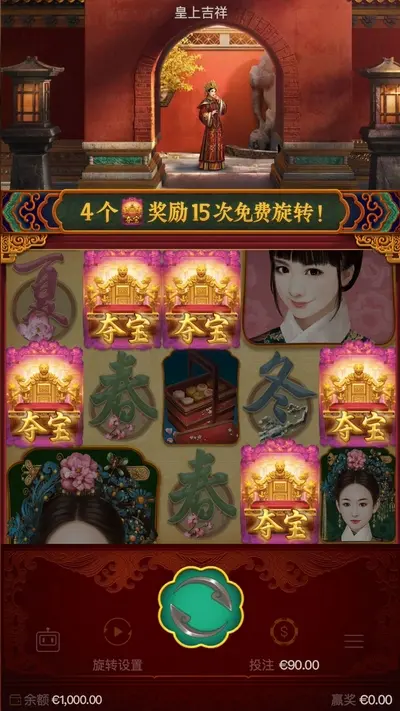 皇上吉祥
4个 奖励15次免费旋转!
夏
夺宝
夺宝
夺宝
春
冬
夺宝
春
夺宝
旋转设置
投注 €90.00
余额 €1,000.00
赢奖 €0.00